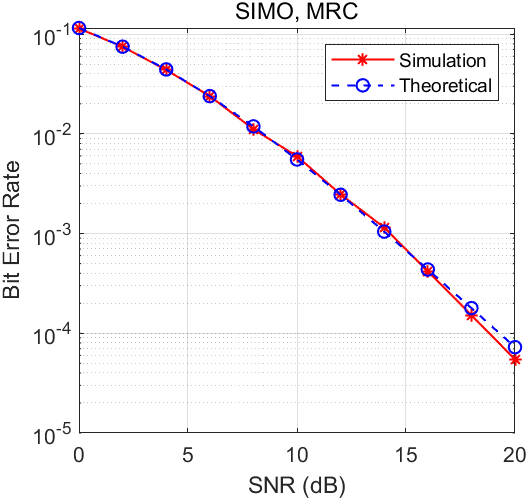 SIMO, MRC
Simulation
Theoretical
10^-1
10^-2
10^-3
10^-4
10^-5
Bit Error Rate
0 5 10 15 20
SNR (dB)